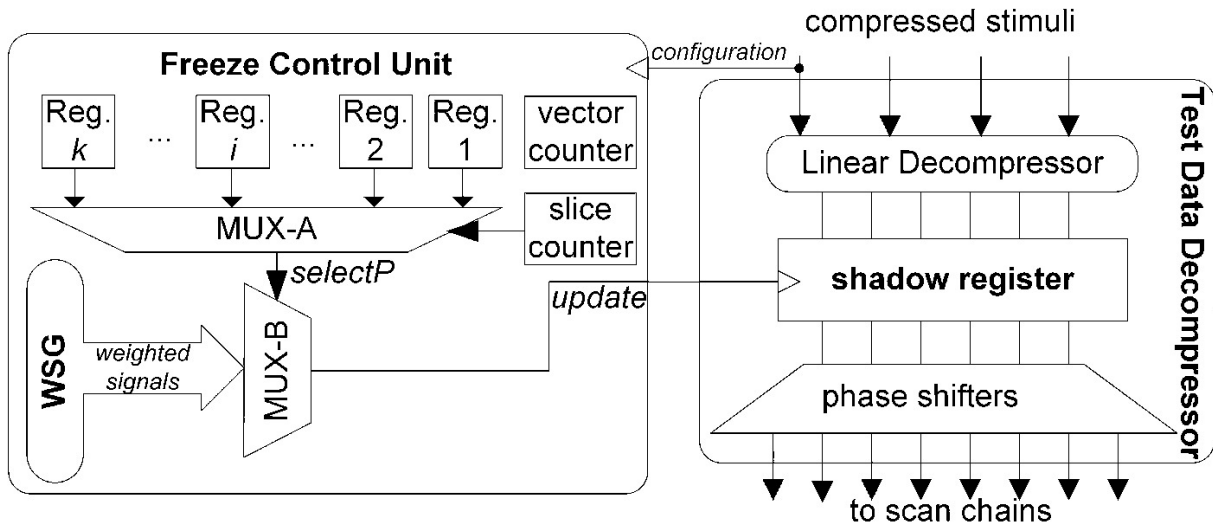 compressed stimuli
configuration
Freeze Control Unit
Reg. k
...
Reg. i
...
Reg. 2
Reg. 1
vector counter
MUX-A
slice counter
selectP
update
WSG
weighted signals
MUX-B
Linear Decompressor
shadow register
phase shifters
Test Data Decompressor
to scan chains